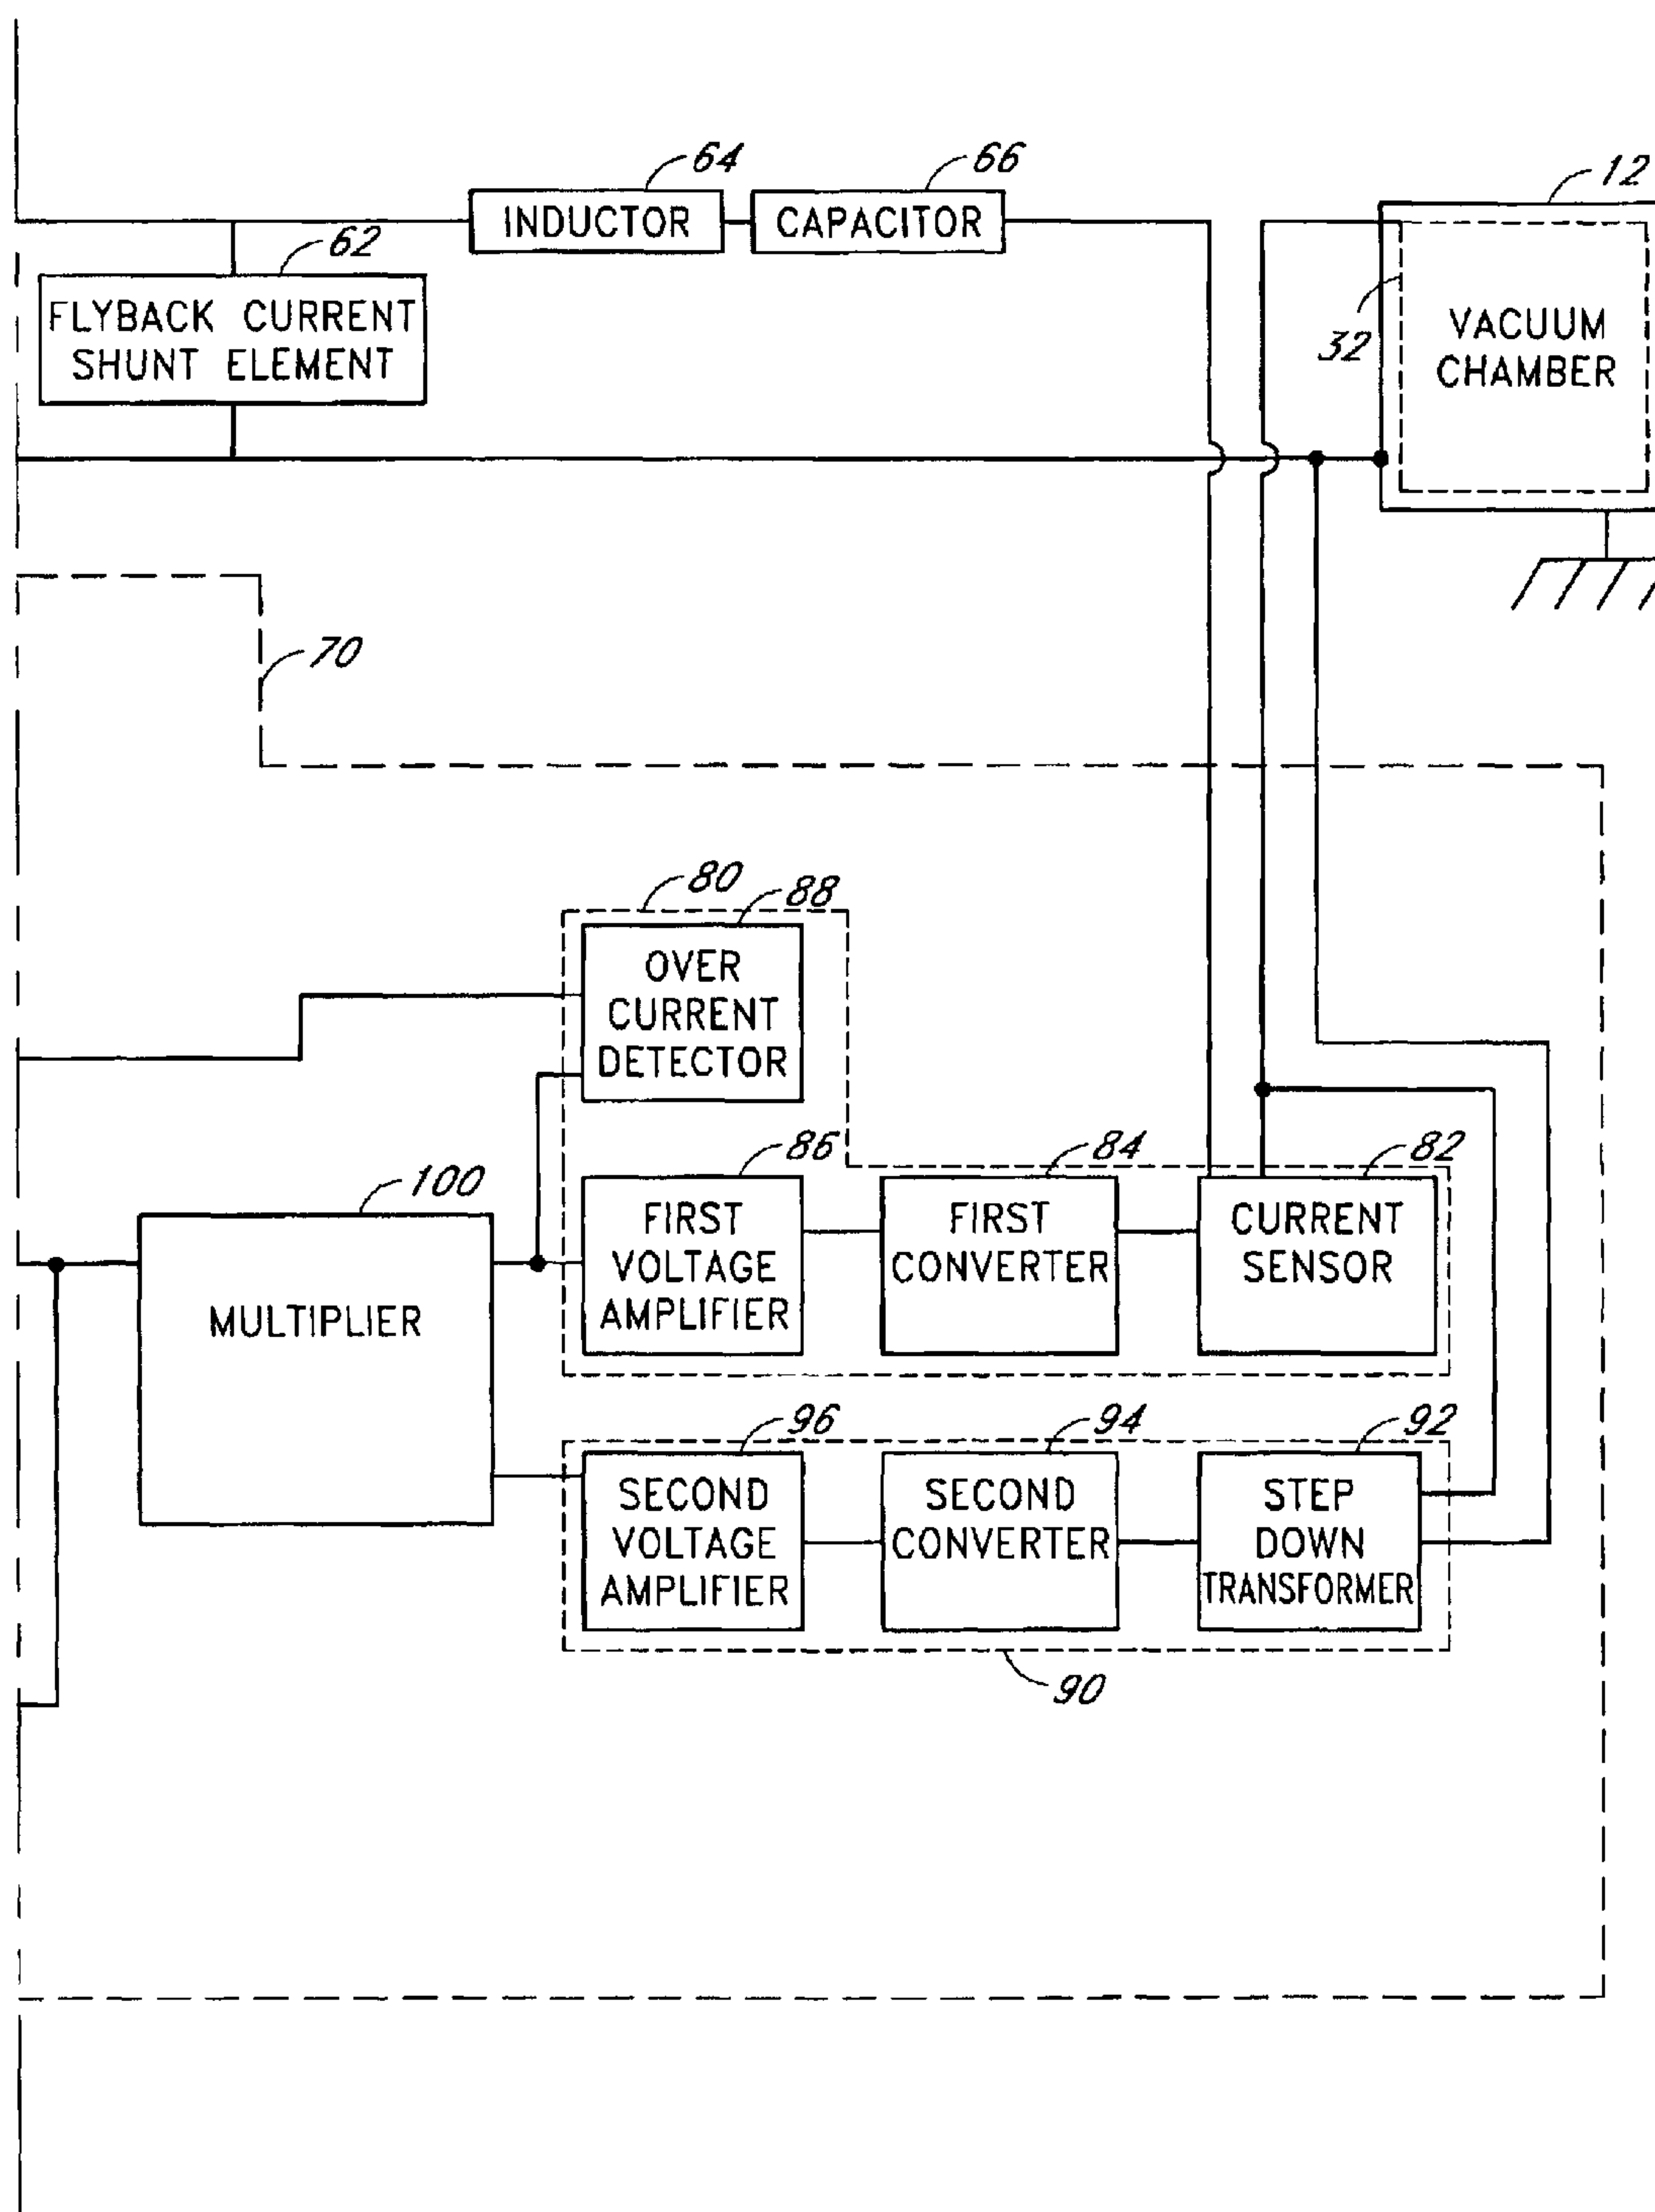 64
66
12
INDUCTOR
CAPACITOR
62
FLYBACK CURRENT
SHUNT ELEMENT
32
VACUUM
CHAMBER
70
80
88
OVER
CURRENT
DETECTOR
100
MULTIPLIER
86
FIRST
VOLTAGE
AMPLIFIER
84
FIRST
CONVERTER
82
CURRENT
SENSOR
96
SECOND
VOLTAGE
AMPLIFIER
94
SECOND
CONVERTER
92
STEP
DOWN
TRANSFORMER
90